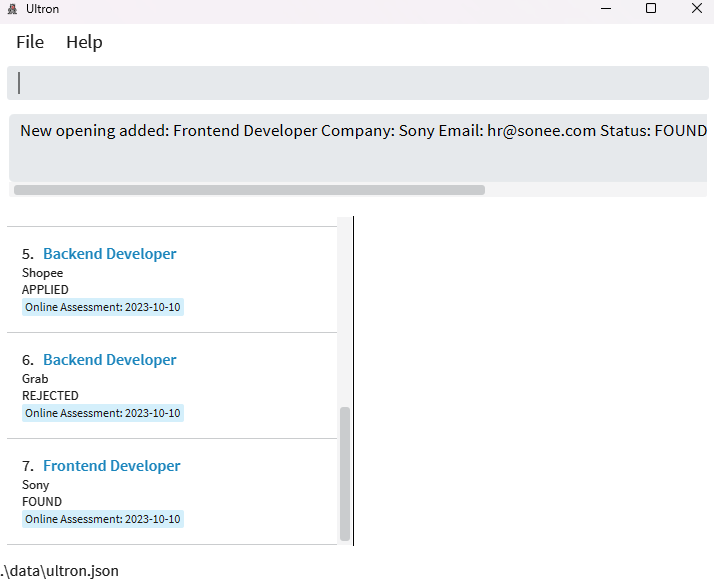 Ultron
File Help
New opening added: Frontend Developer Company: Sony Email: hr@sonee.com Status: FOUND
5. Backend Developer
Shopee
APPLIED
Online Assessment: 2023-10-10
6. Backend Developer
Grab
REJECTED
Online Assessment: 2023-10-10
7. Frontend Developer
Sony
FOUND
Online Assessment: 2023-10-10
.\data\ultron.json